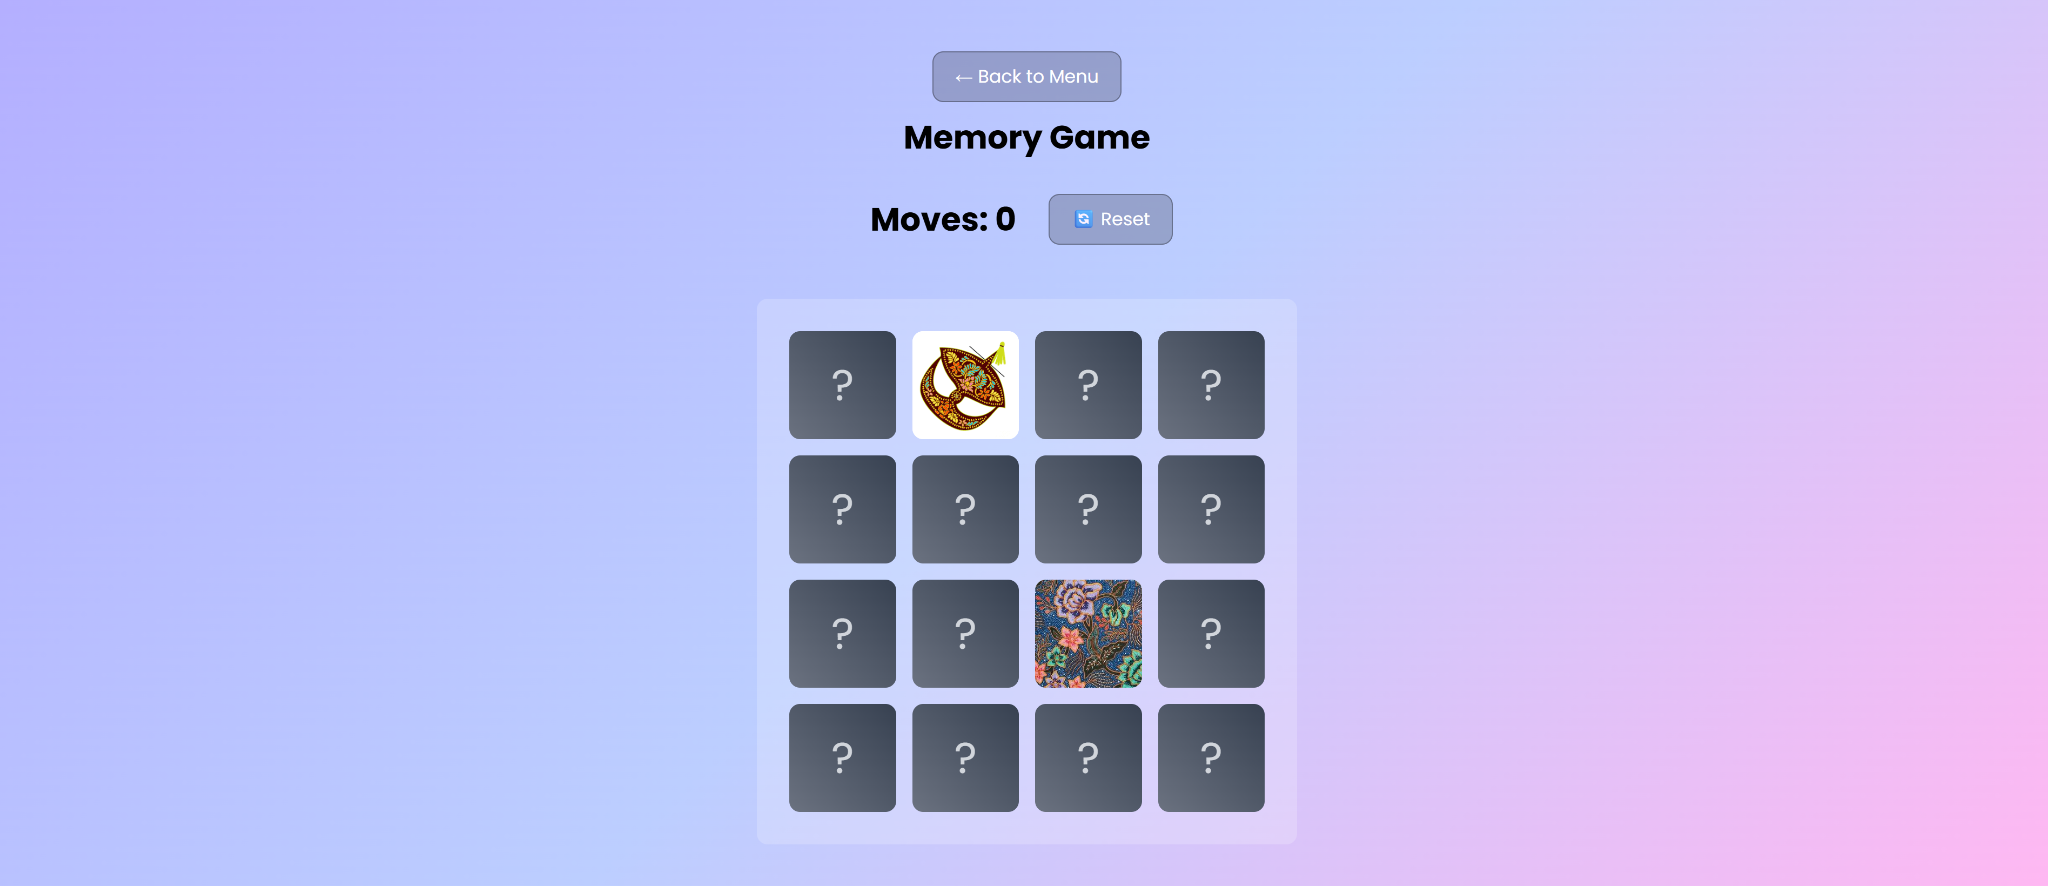 ← Back to Menu
Memory Game
Moves: 0
🔄 Reset
? ? ?
? ? ? ?
? ? ?
? ? ? ?